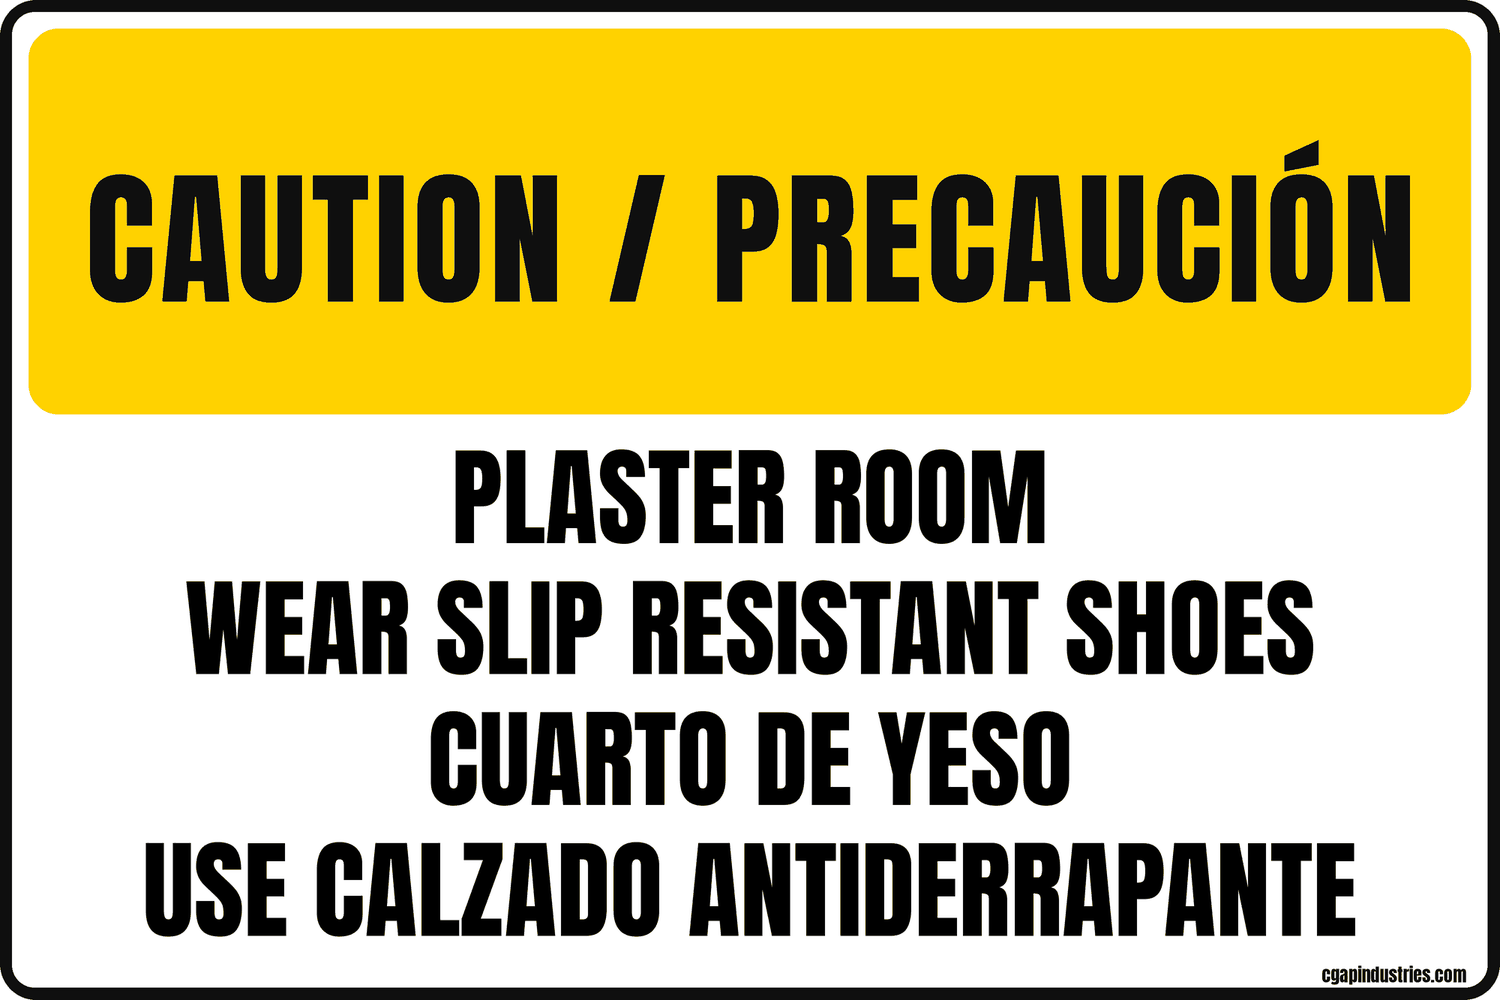 CAUTION / PRECAUCIÓN
PLASTER ROOM
WEAR SLIP RESISTANT SHOES
CUARTO DE YESO
USE CALZADO ANTIDERRAPANTE
cgapindustries.com